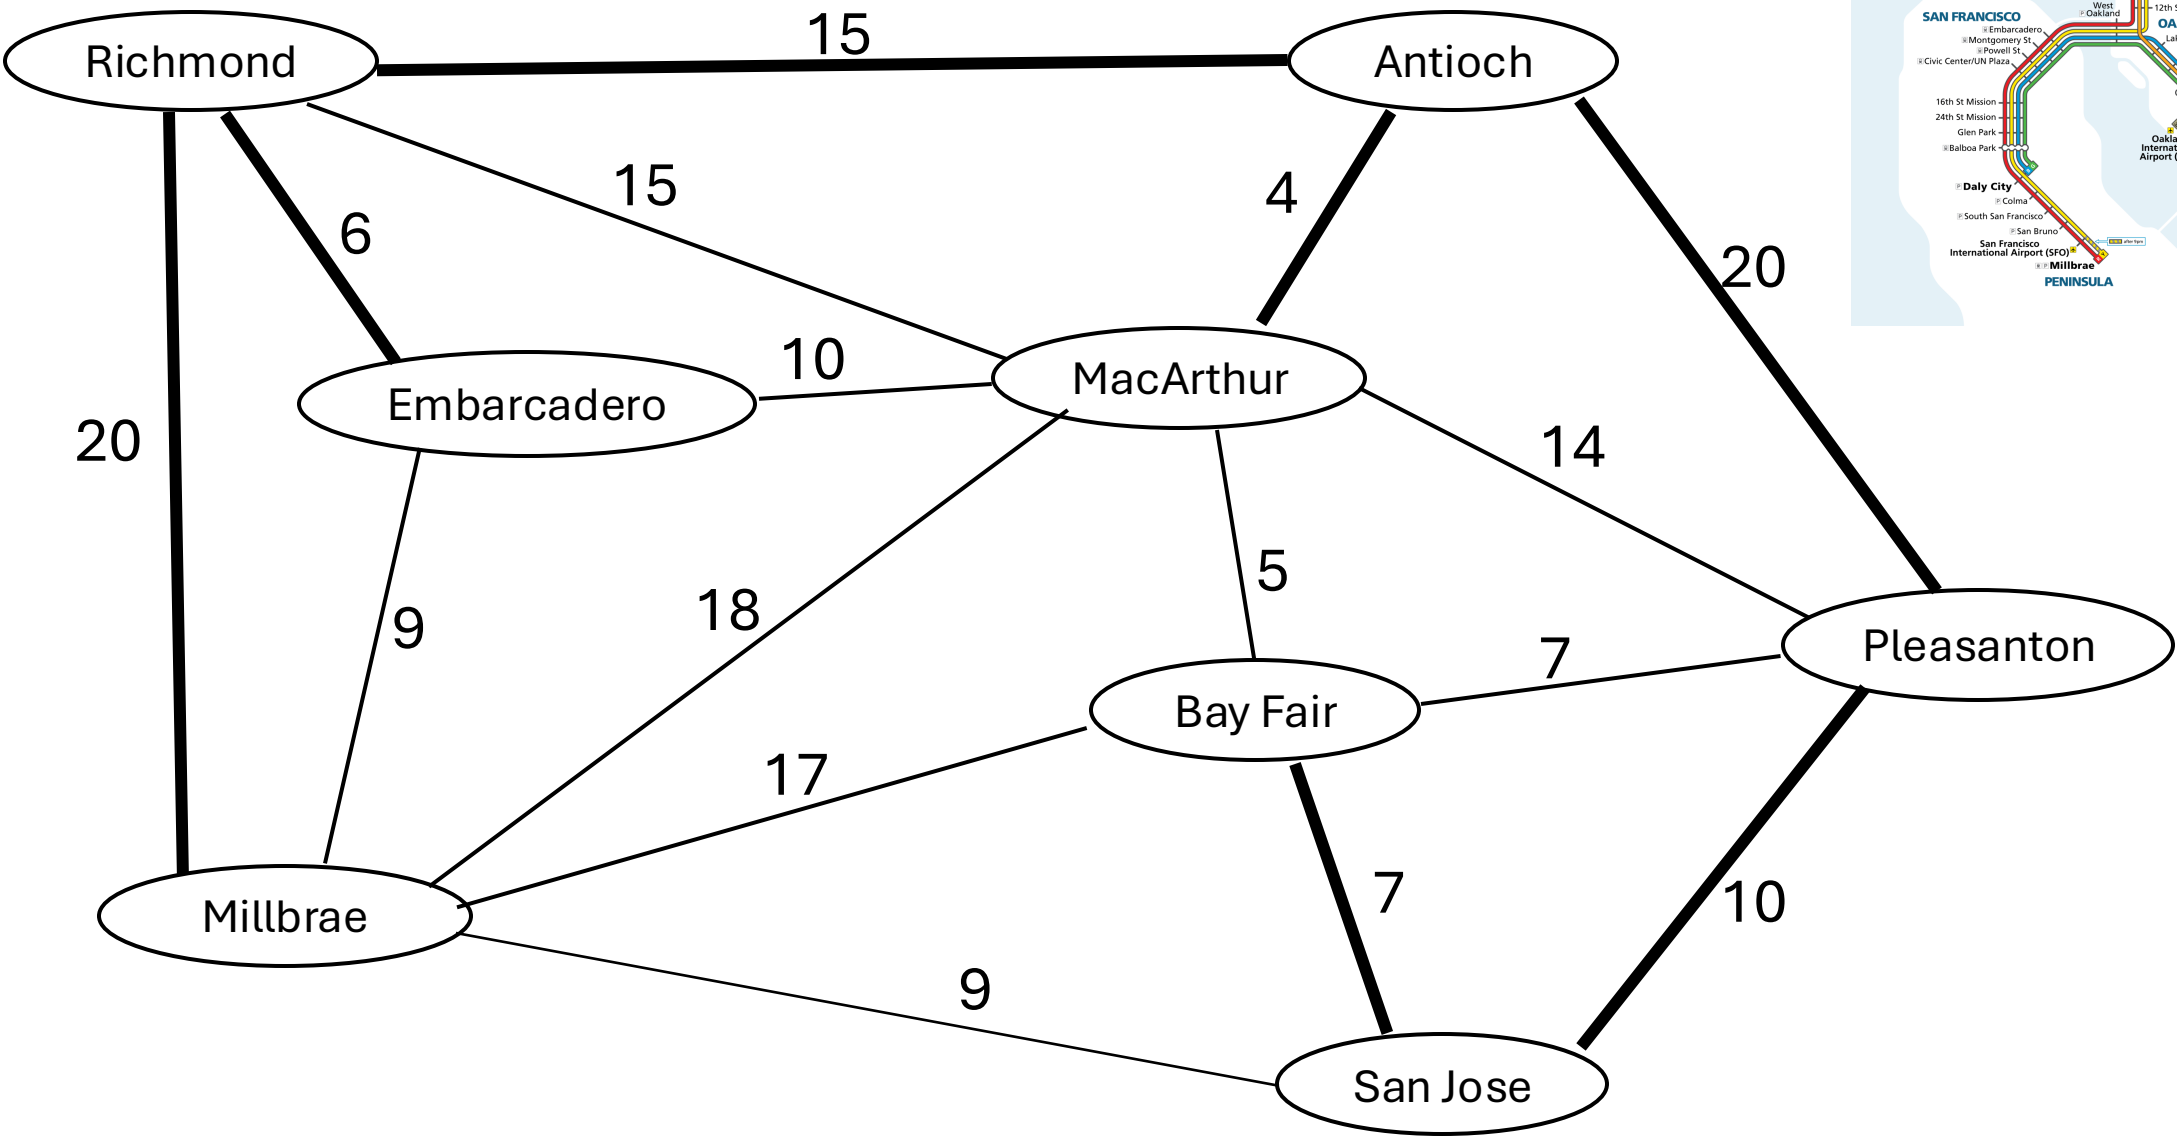 Richmond
15
Antioch
15
4
6
20
10
MacArthur
Embarcadero
20
14
5
7
Pleasanton
9
18
Bay Fair
17
7
10
Millbrae
9
San Jose
SAN FRANCISCO
West
Oakland
12th
Embarcadero
Montgomery St
Powell St
Civic Center/UN Plaza
16th St Mission
24th St Mission
Glen Park
Balboa Park
Daly City
Colma
South San Francisco
San Bruno
San Francisco
International Airport (SFO)
Millbrae
PENINSULA
Airport